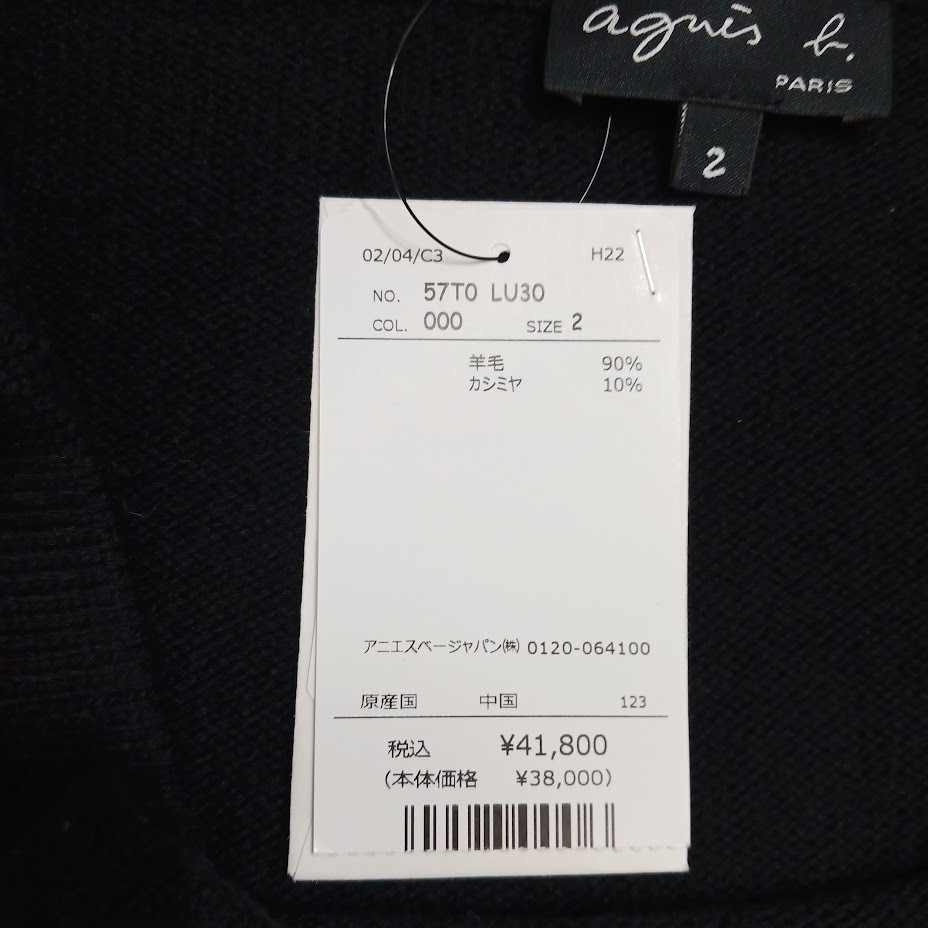 agnès b.
PARIS
2
02/04/C3 H22
NO. 57T0 LU30
COL. 000 SIZE 2
羊毛 90%
カシミヤ 10%
アニエスベージャパン㈱ 0120-064100
原産国 中国 123
税込 ¥41,800
(本体価格 ¥38,000)